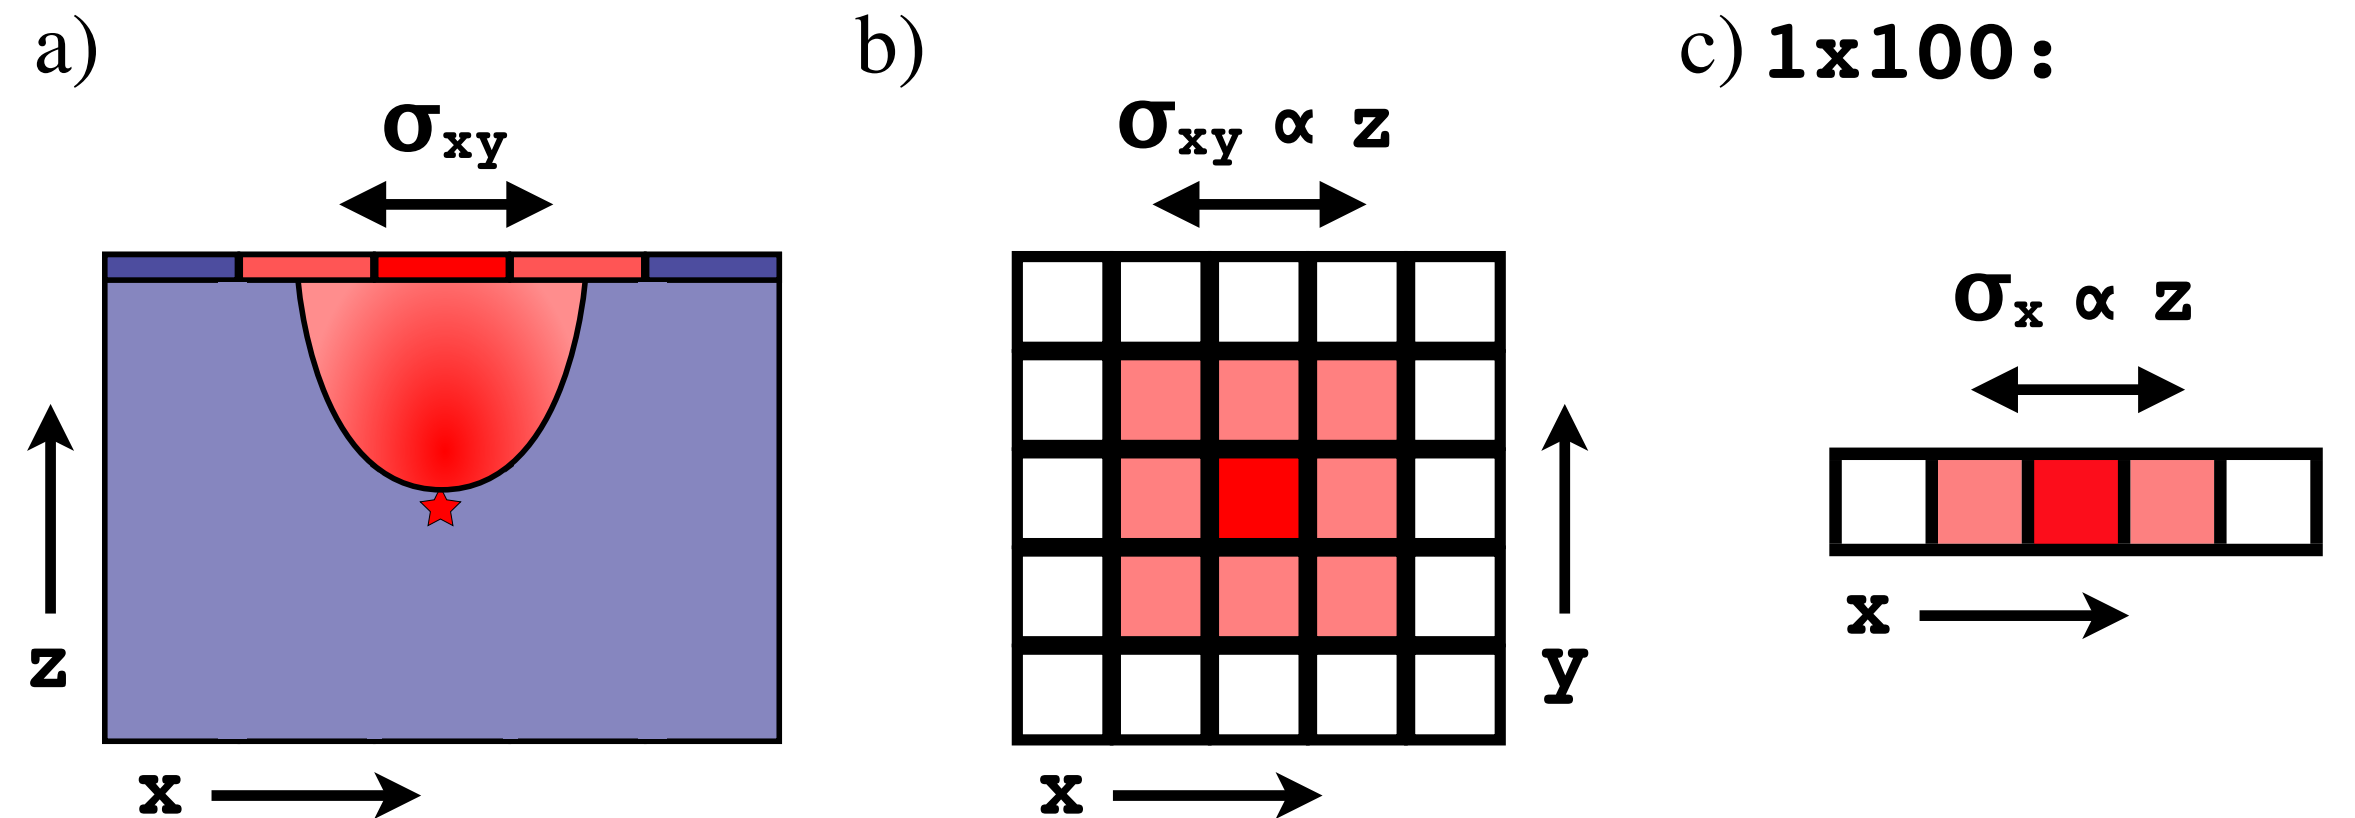 a)
σxy
z
x
b)
σxy ∝ z
y
x
c) 1x100:
σx ∝ z
x